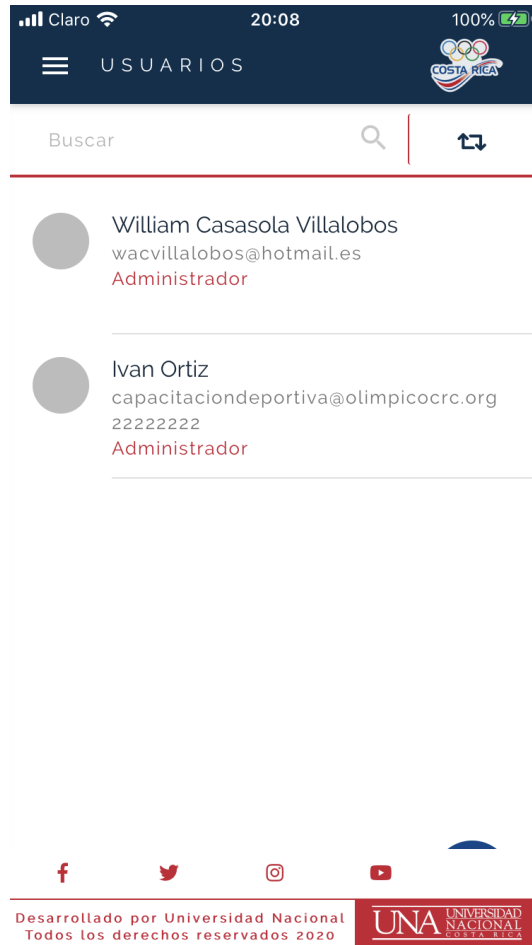 Claro 20:08 100%
USUARIOS
COSTA RICA
Buscar
William Casasola Villalobos
wacvillalobos@hotmail.es
Administrador
Ivan Ortiz
capacitaciondeportiva@olimpicocrc.org
22222222
Administrador
Desarrollado por Universidad Nacional
Todos los derechos reservados 2020
UNA UNIVERSIDAD
NACIONAL
COSTA RICA